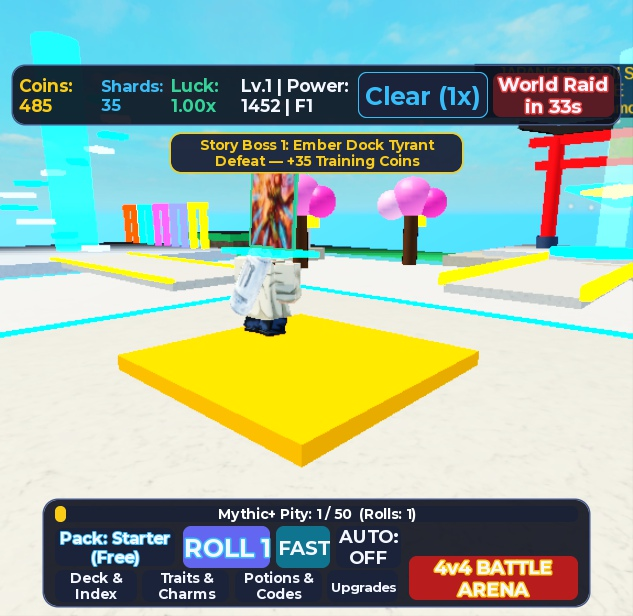 Coins:
485
Shards:
35
Luck:
1.00x
Lv.1 | Power:
1452 | F1
Clear (1x)
World Raid
in 33s
Story Boss 1: Ember Dock Tyrant
Defeat — +35 Training Coins
Mythic+ Pity: 1 / 50 (Rolls: 1)
Pack: Starter
(Free)
ROLL 1
FAST
AUTO:
OFF
Deck &
Index
Traits &
Charms
Potions &
Codes
Upgrades
4v4 BATTLE
ARENA